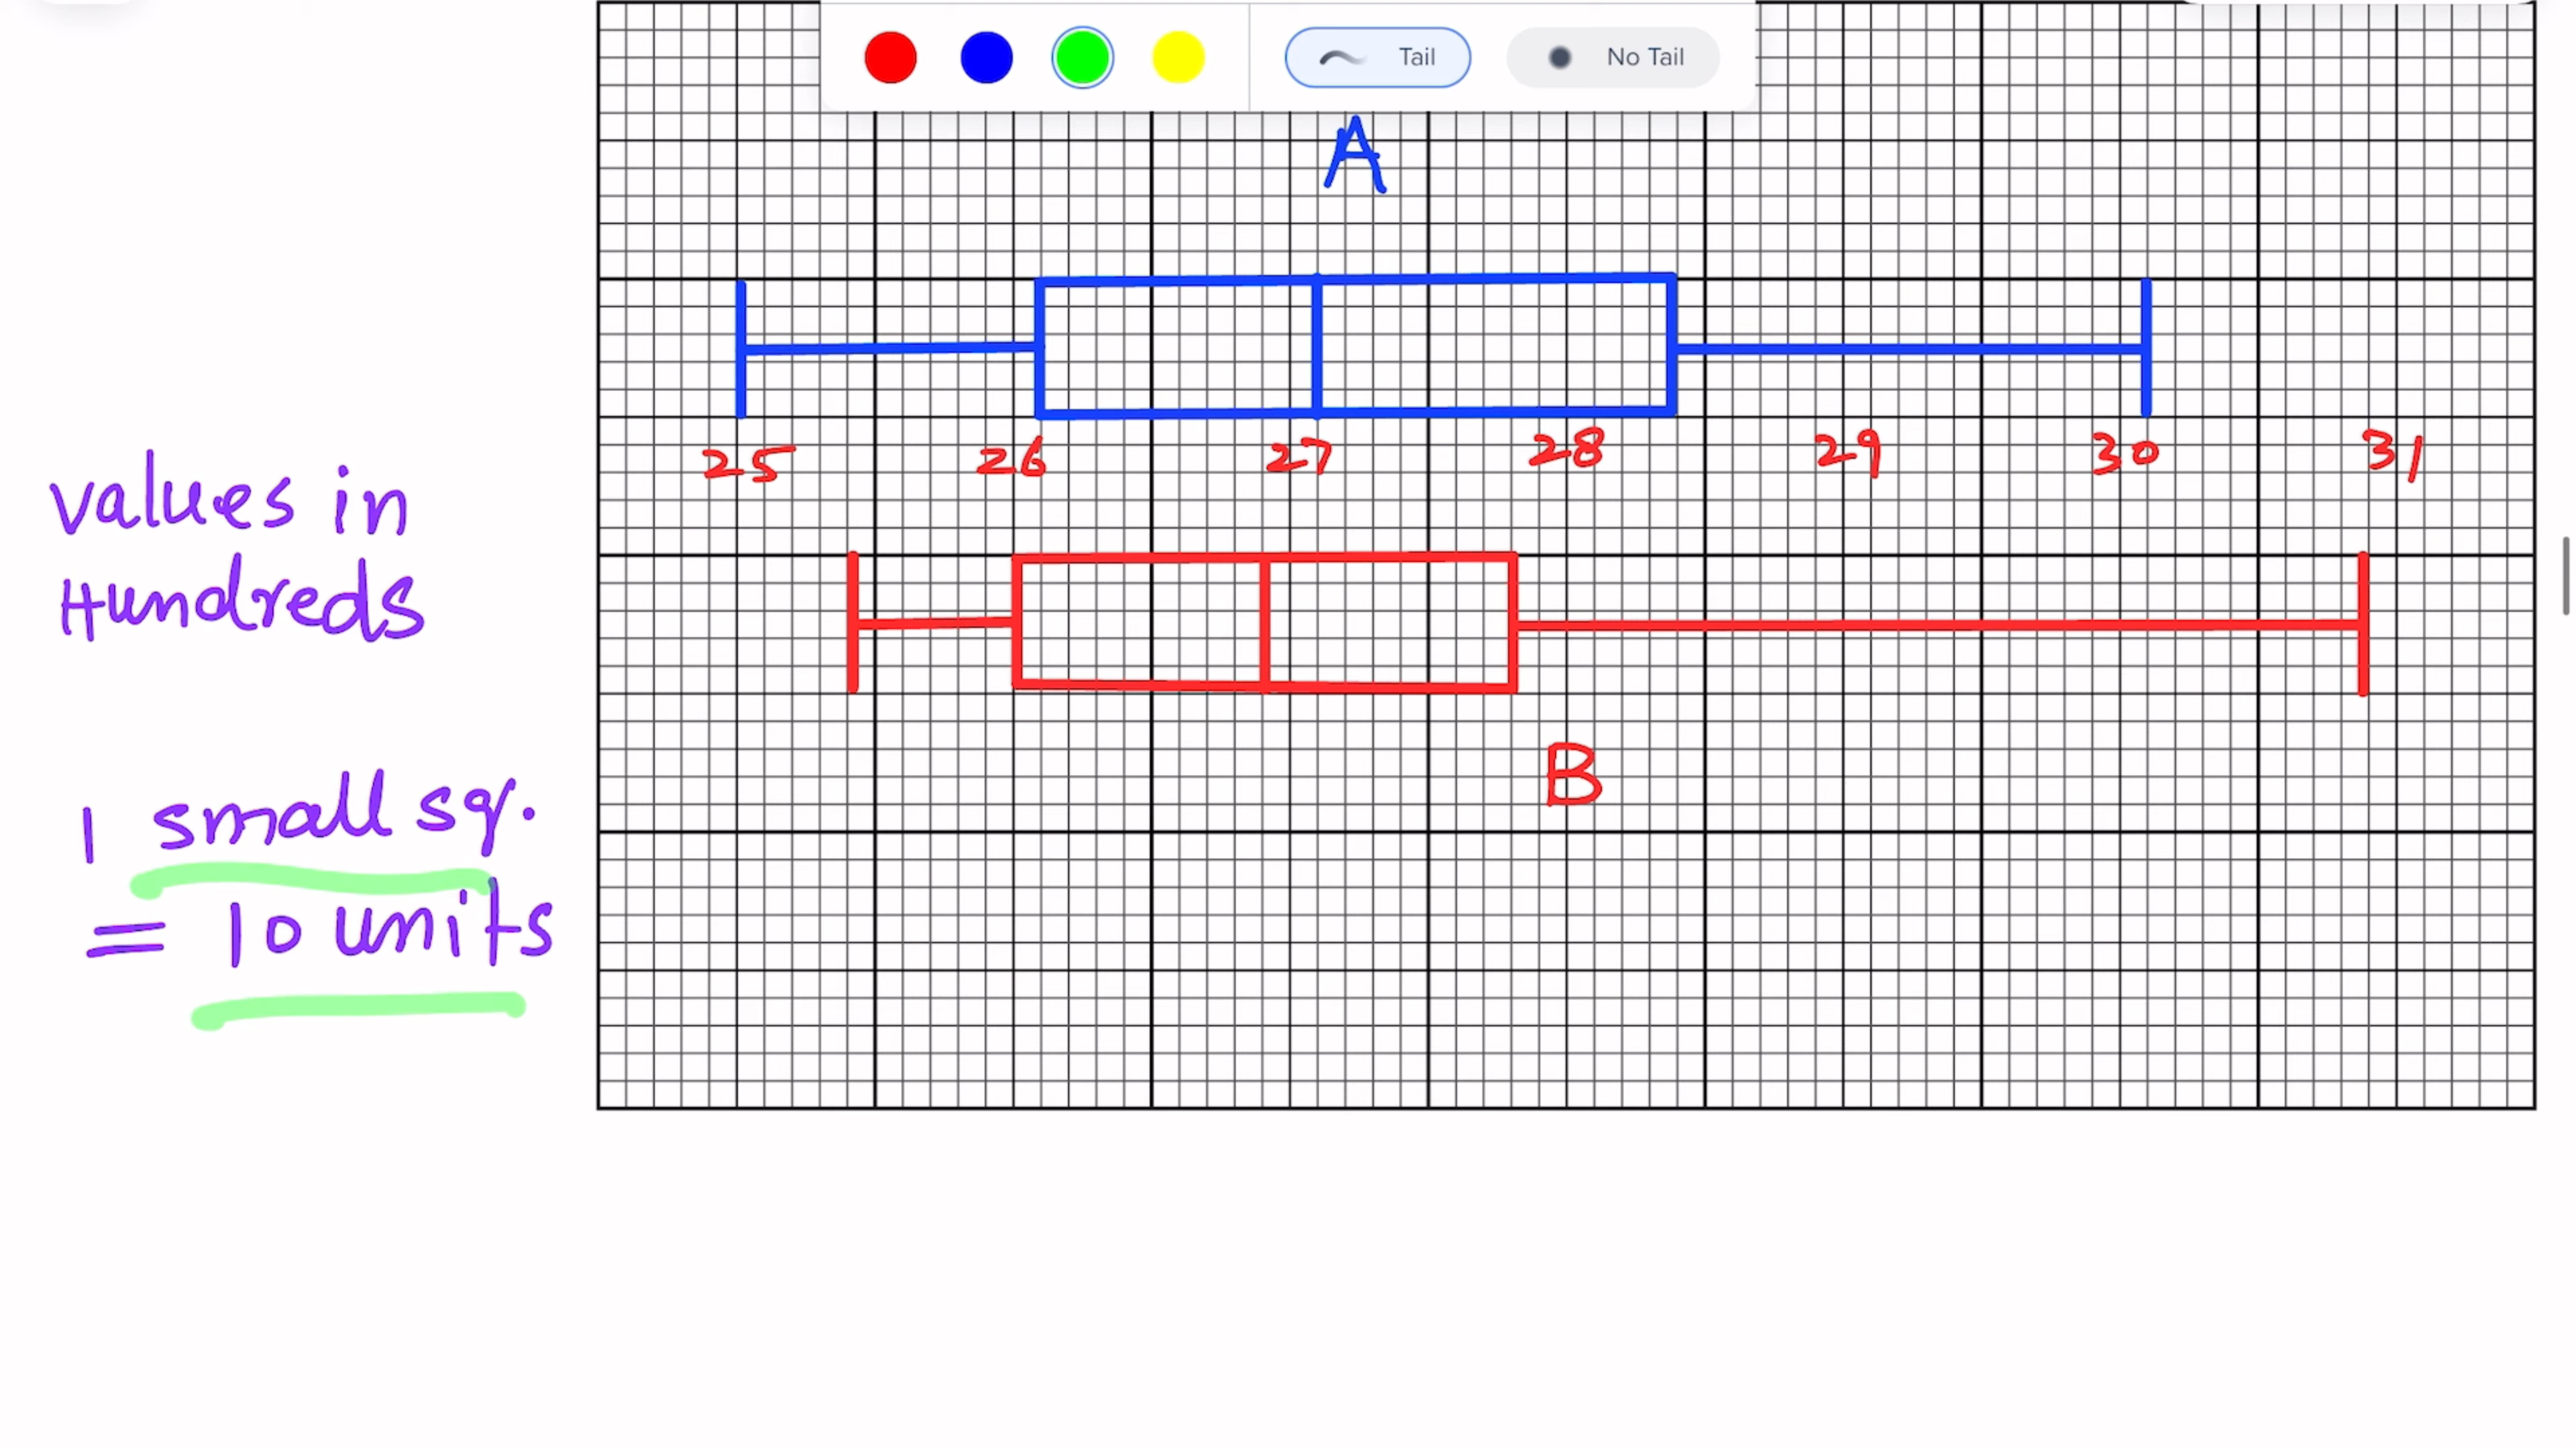 Tail No Tail
A
25 26 27 28 29 30 31
values in
Hundreds
B
1 small sq.
= 10 units